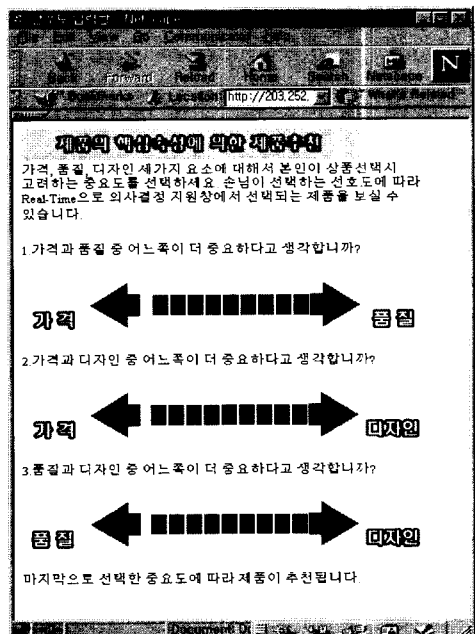 Forward
http://203.252.
N
제품의 핵심속성에 의한 제품추천
가격, 품질, 디자인 세가지 요소에 대해서 본인이 상품선택시
고려하는 중요도를 선택하세요. 손님이 선택하는 선호도에 따라
Real-Time으로 의사결정 지원창에서 선택되는 제품을 보실 수
있습니다.
1.가격과 품질 중 어느쪽이 더 중요하다고 생각합니까?
가격 품질
2.가격과 디자인 중 어느쪽이 더 중요하다고 생각합니까?
가격 디자인
3.품질과 디자인 중 어느쪽이 더 중요하다고 생각합니까?
품질 디자인
마지막으로 선택한 중요도에 따라 제품이 추천됩니다.